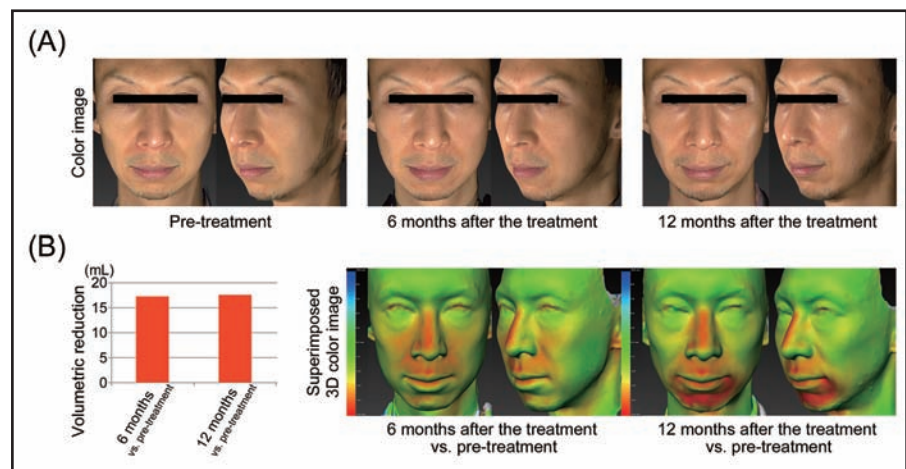 (A)
Color image
Pre-treatment
6 months after the treatment
12 months after the treatment
(B)
(mL)
Volumetric reduction
20
15
10
5
0
6 months
vs. pre-treatment
12 months
vs. pre-treatment
Superimposed
3D color image
6 months after the treatment
vs. pre-treatment
12 months after the treatment
vs. pre-treatment